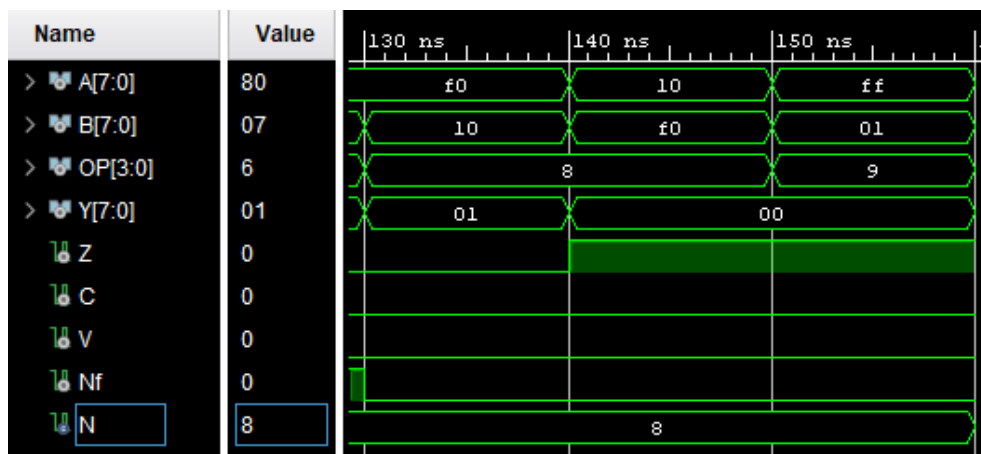 Name Value 130 ns 140 ns 150 ns
A[7:0] 80 f0 10 ff
B[7:0] 07 10 f0 01
OP[3:0] 6 8 9
Y[7:0] 01 01 00
Z 0
C 0
V 0
Nf 0
N 8 8